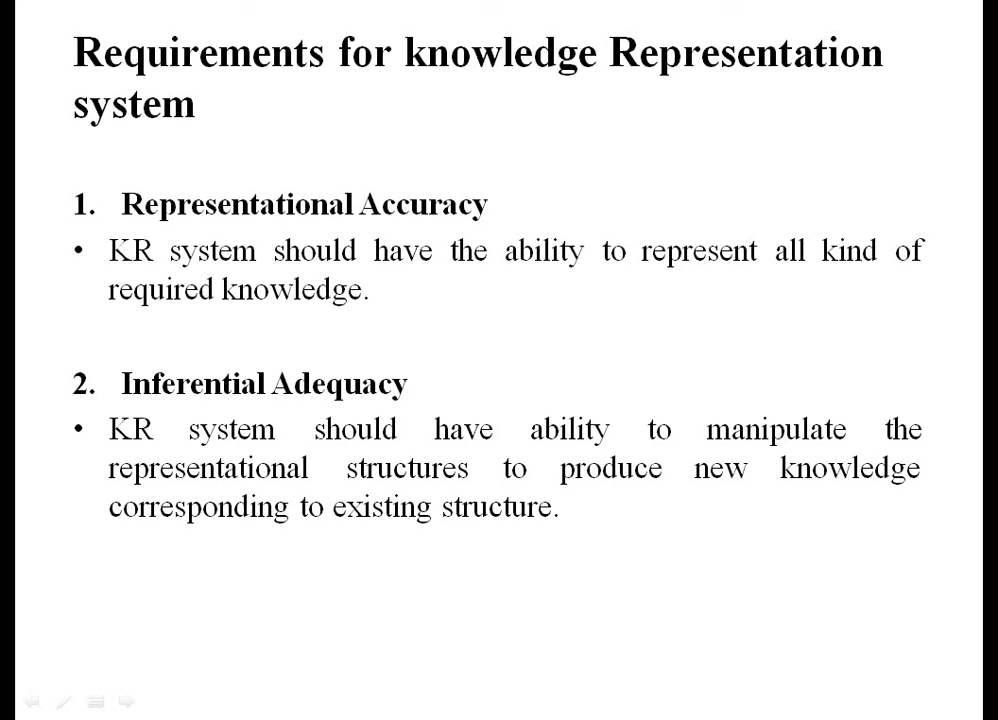 Requirements for knowledge Representation
system
1. Representational Accuracy
• KR system should have the ability to represent all kind of
required knowledge.
2. Inferential Adequacy
• KR system should have ability to manipulate the
representational structures to produce new knowledge
corresponding to existing structure.